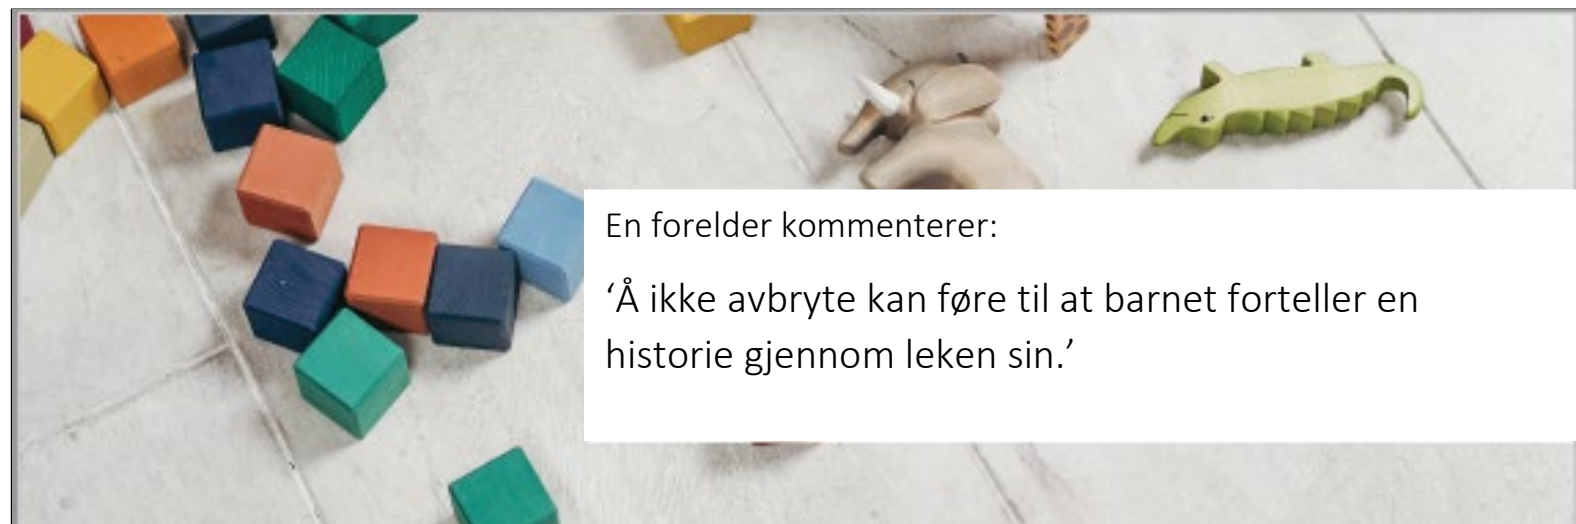 En forelder kommenterer:
‘Å ikke avbryte kan føre til at barnet forteller en
historie gjennom leken sin.’